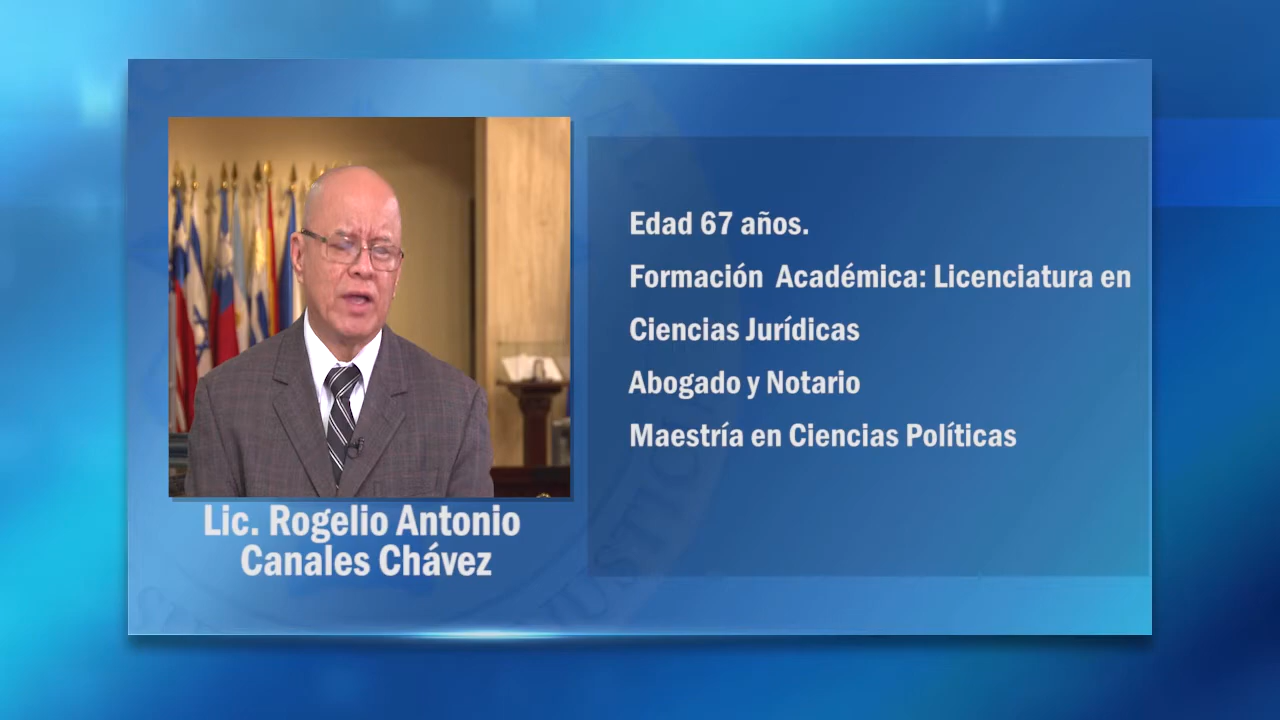 Edad 67 años.
Formación Académica: Licenciatura en
Ciencias Jurídicas
Abogado y Notario
Maestría en Ciencias Políticas
Lic. Rogelio Antonio
Canales Chávez